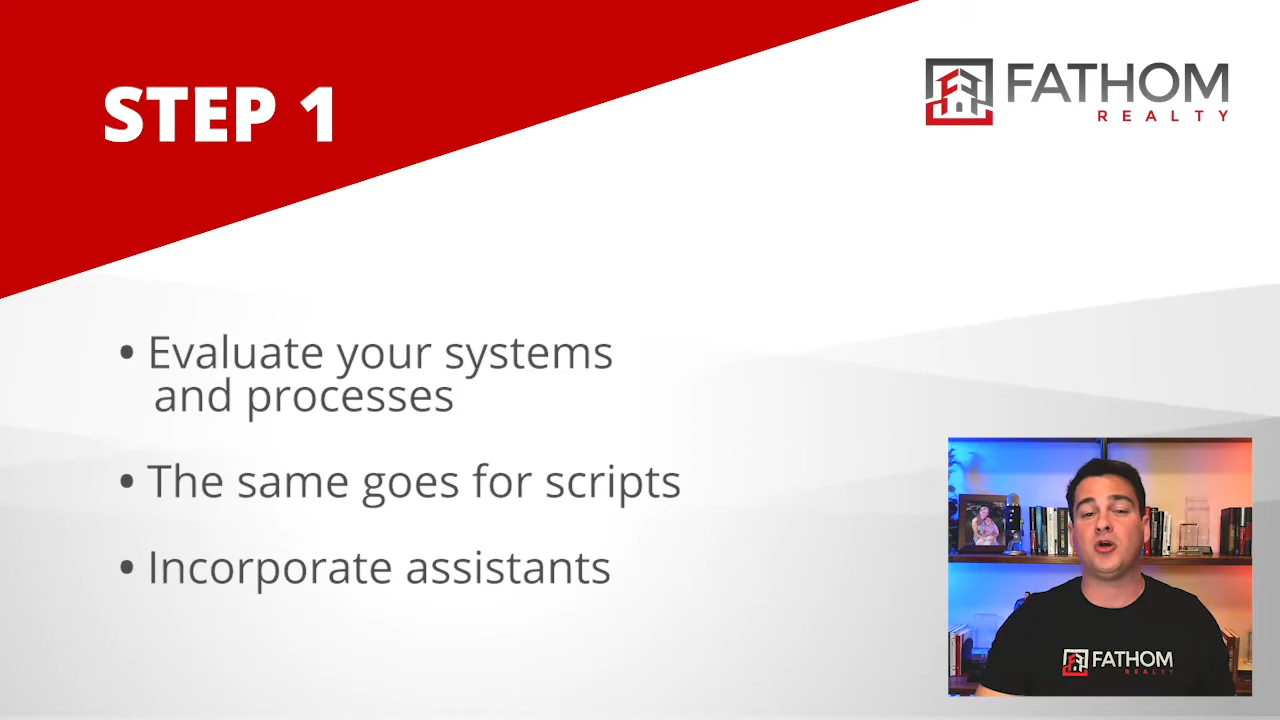 STEP 1
FATHOM
REALTY
• Evaluate your systems
and processes
• The same goes for scripts
• Incorporate assistants
FATHOM
REALTY